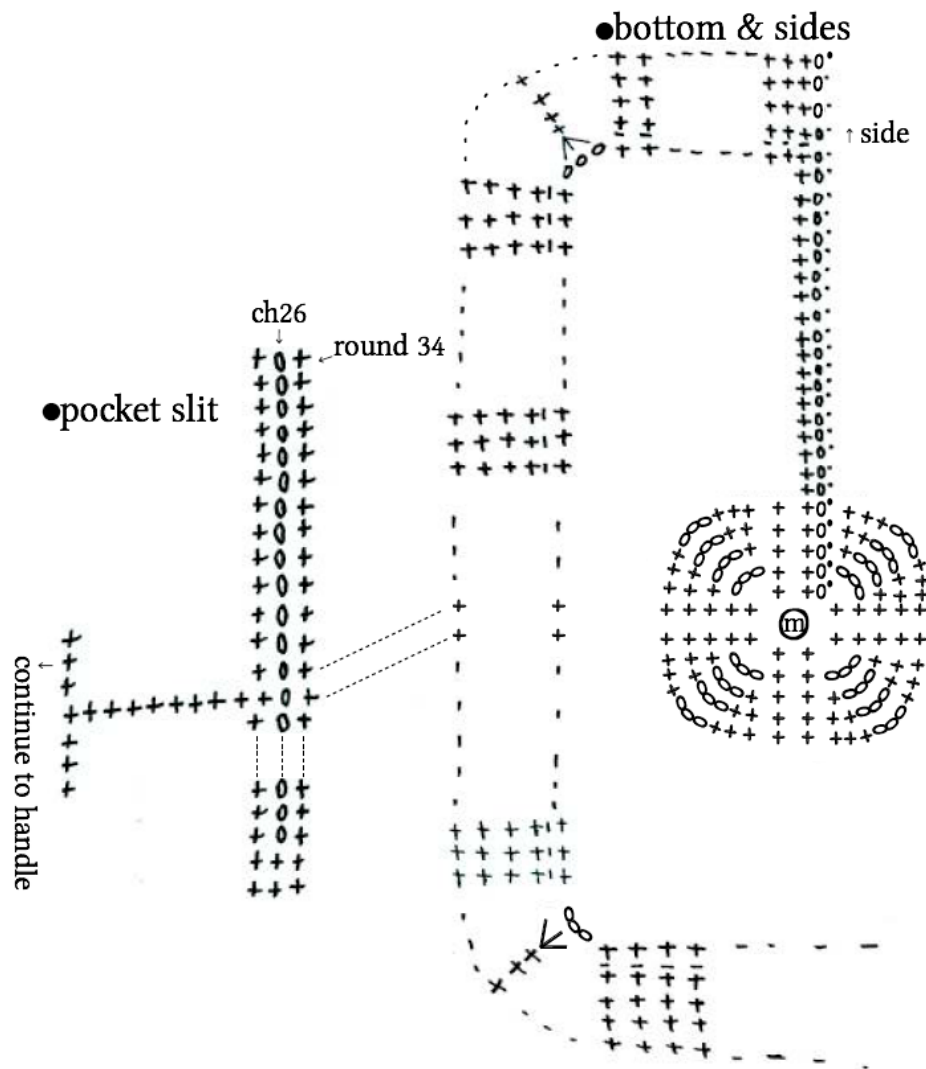 ●bottom & sides
↑ side
ch26
↓
←round 34
●pocket slit
m
continue to handle